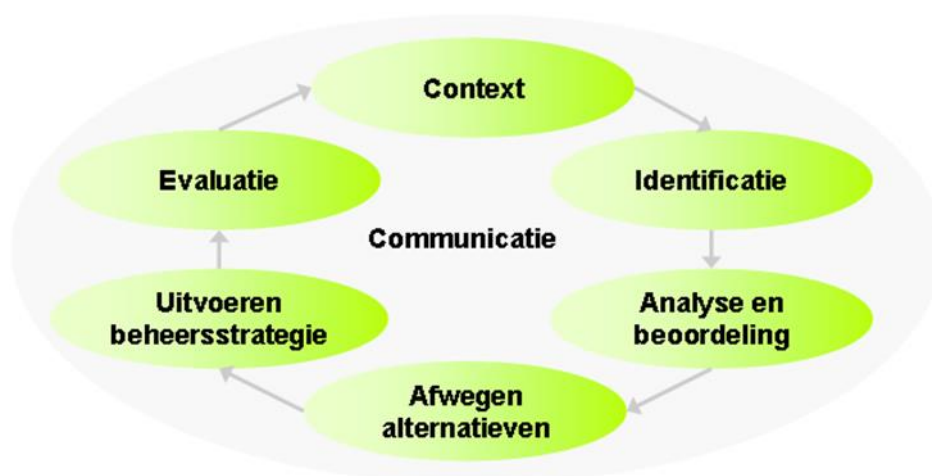 Context
Evaluatie
Identificatie
Communicatie
Uitvoeren
beheersstrategie
Analyse en
beoordeling
Afwegen
alternatieven